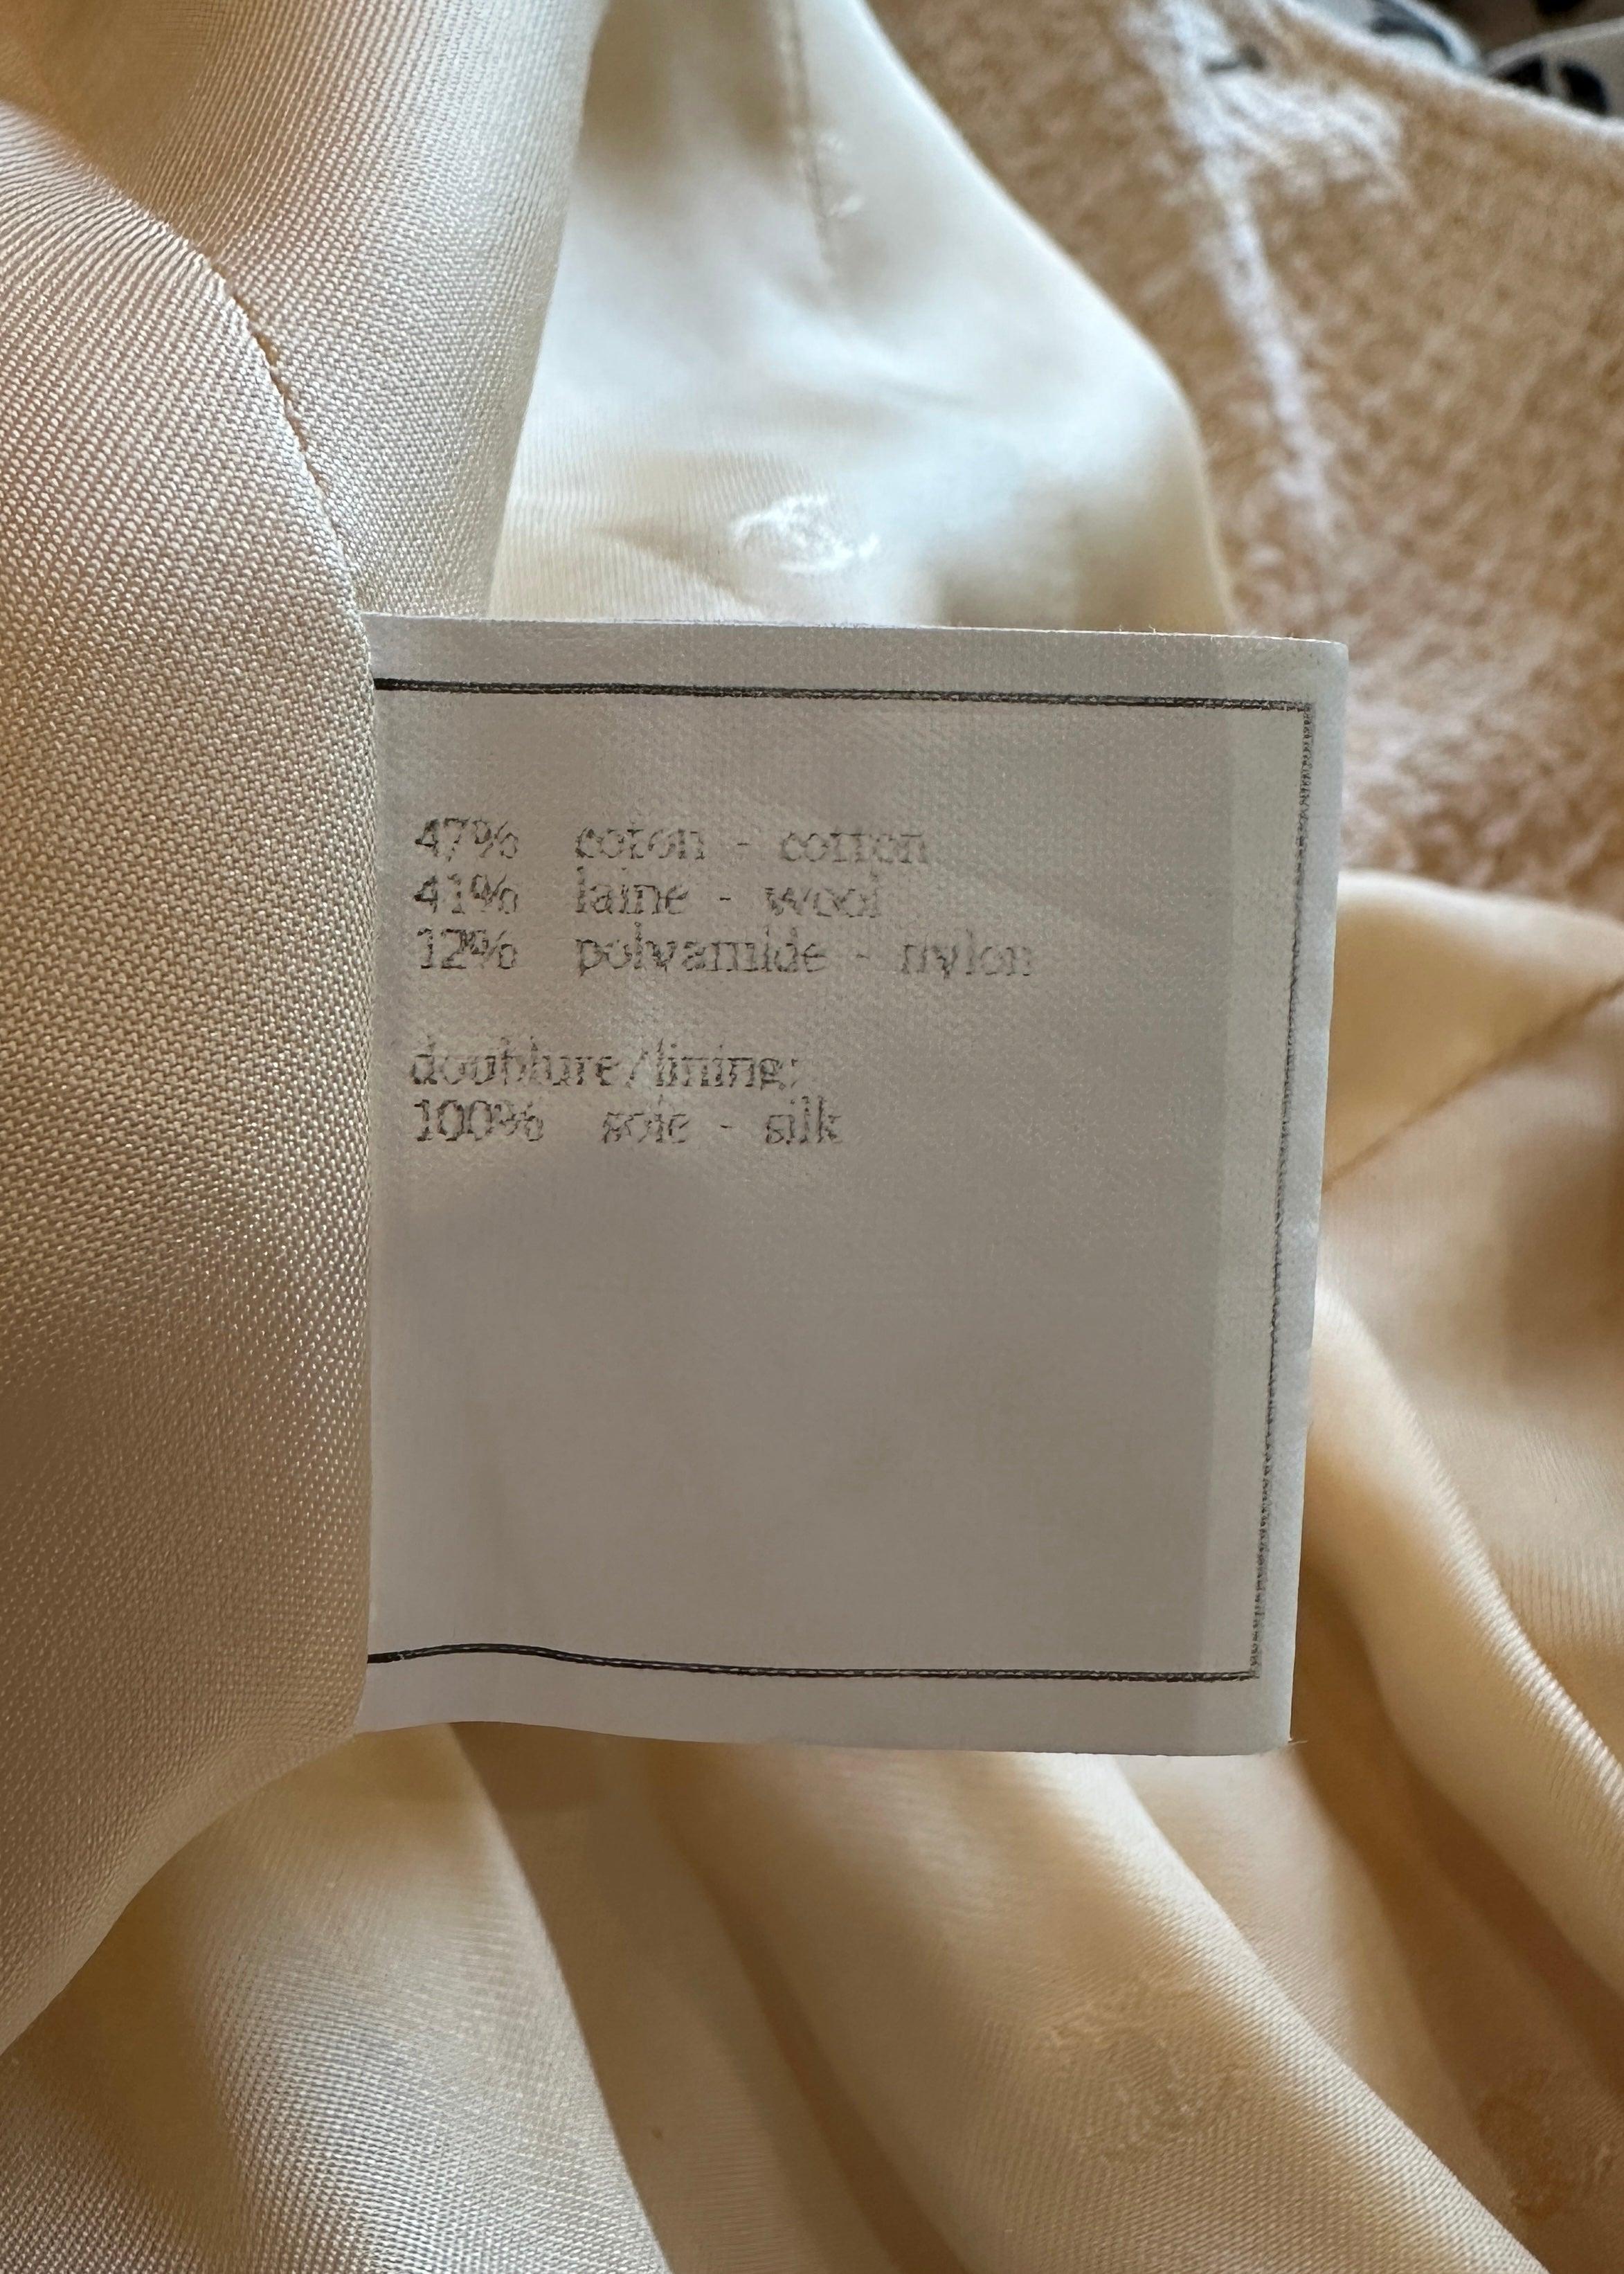 47% coton - cotton
41% laine - wool
12% polyamide - nylon
doublure/lining:
100% soie - silk